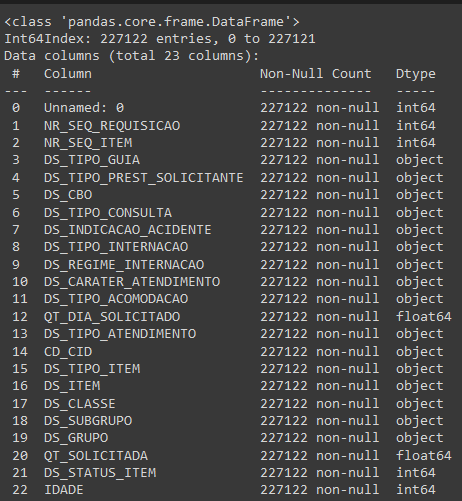 <class 'pandas.core.frame.DataFrame'>
Int64Index: 227122 entries, 0 to 227121
Data columns (total 23 columns):
 #   Column                    Non-Null Count   Dtype
---  ------                    --------------   -----
 0   Unnamed: 0                227122 non-null  int64
 1   NR_SEQ_REQUISICAO         227122 non-null  int64
 2   NR_SEQ_ITEM               227122 non-null  int64
 3   DS_TIPO_GUIA              227122 non-null  object
 4   DS_TIPO_PREST_SOLICITANTE 227122 non-null  object
 5   DS_CBO                    227122 non-null  object
 6   DS_TIPO_CONSULTA          227122 non-null  object
 7   DS_INDICACAO_ACIDENTE     227122 non-null  object
 8   DS_TIPO_INTERNACAO        227122 non-null  object
 9   DS_REGIME_INTERNACAO      227122 non-null  object
 10  DS_CARATER_ATENDIMENTO    227122 non-null  object
 11  DS_TIPO_ACOMODACAO        227122 non-null  object
 12  QT_DIA_SOLICITADO         227122 non-null  float64
 13  DS_TIPO_ATENDIMENTO       227122 non-null  object
 14  CD_CID                    227122 non-null  object
 15  DS_TIPO_ITEM              227122 non-null  object
 16  DS_ITEM                   227122 non-null  object
 17  DS_CLASSE                 227122 non-null  object
 18  DS_SUBGRUPO               227122 non-null  object
 19  DS_GRUPO                  227122 non-null  object
 20  QT_SOLICITADA             227122 non-null  float64
 21  DS_STATUS_ITEM            227122 non-null  int64
 22  IDADE                     227122 non-null  int64